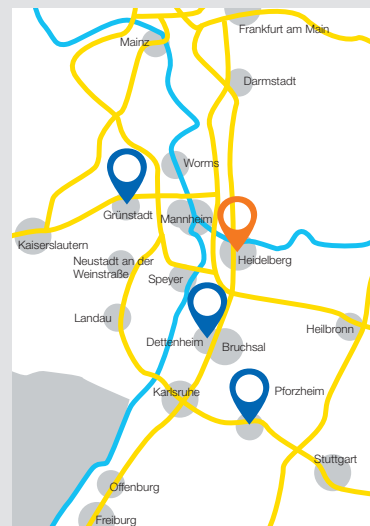 Frankfurt am Main
Mainz
Darmstadt
Worms
Grünstadt
Mannheim
Kaiserslautern
Heidelberg
Neustadt an der
Weinstraße
Speyer
Landau
Heilbronn
Dettenheim
Bruchsal
Karlsruhe
Pforzheim
Stuttgart
Offenburg
Freiburg